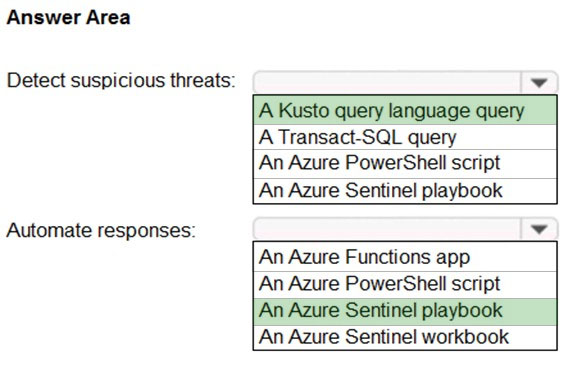 Answer Area
Detect suspicious threats:
A Kusto query language query
A Transact-SQL query
An Azure PowerShell script
An Azure Sentinel playbook
Automate responses:
An Azure Functions app
An Azure PowerShell script
An Azure Sentinel playbook
An Azure Sentinel workbook